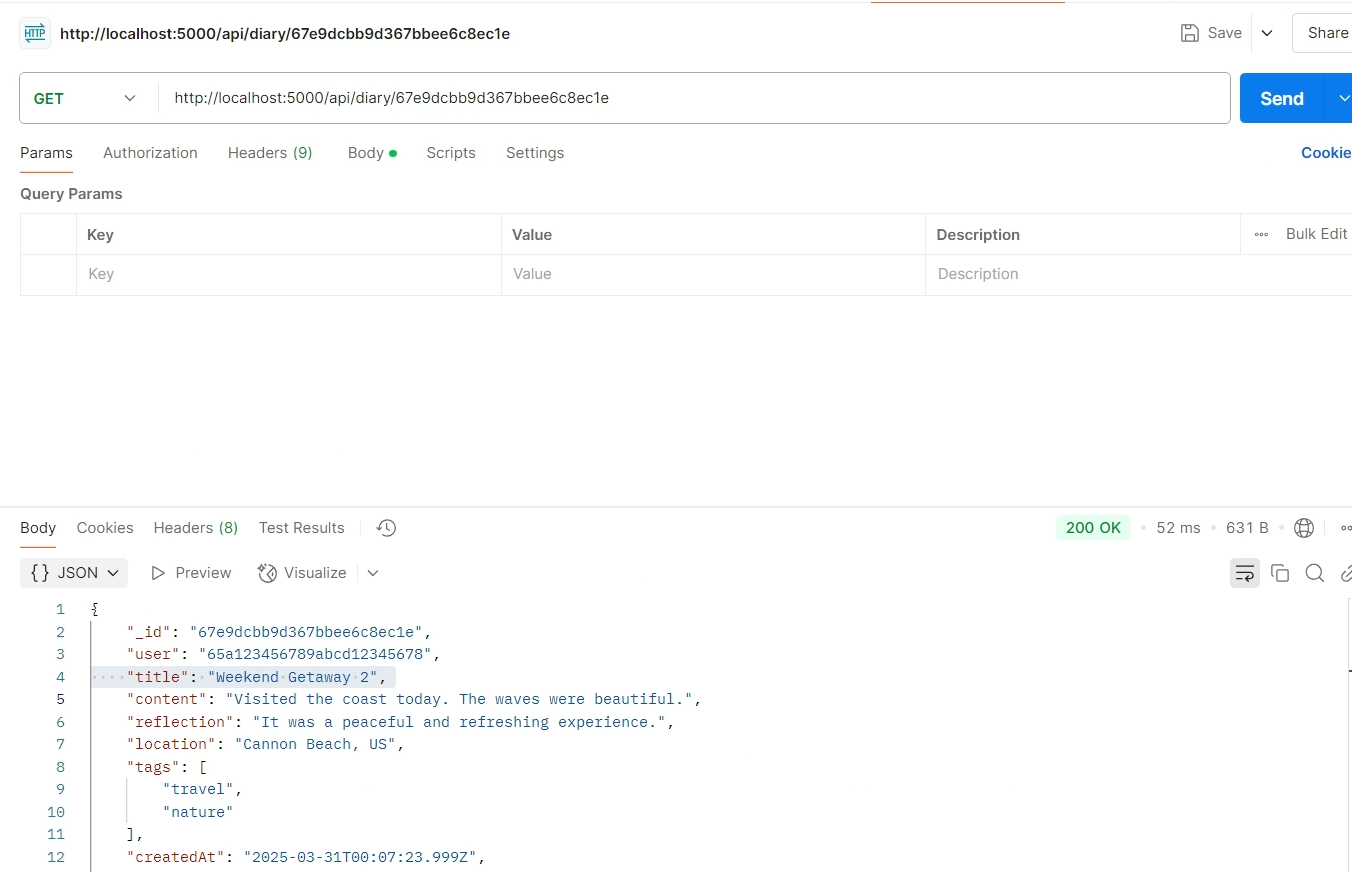 HTTP http://localhost:5000/api/diary/67e9dcbb9d367bbee6c8ec1e Save Share
GET http://localhost:5000/api/diary/67e9dcbb9d367bbee6c8ec1e Send
Params Authorization Headers (9) Body Scripts Settings Cookie
Query Params
Key Value Description Bulk Edit
Key Value Description
Body Cookies Headers (8) Test Results 200 OK 52 ms 631 B
{} JSON Preview Visualize
1 {
2 "_id": "67e9dcbb9d367bbee6c8ec1e",
3 "user": "65a123456789abcd12345678",
4 "title": "Weekend Getaway 2",
5 "content": "Visited the coast today. The waves were beautiful.",
6 "reflection": "It was a peaceful and refreshing experience.",
7 "location": "Cannon Beach, US",
8 "tags": [
9 "travel",
10 "nature"
11 ],
12 "createdAt": "2025-03-31T00:07:23.999Z",